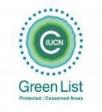 IUCN
Green List
Protected | Conserved Areas